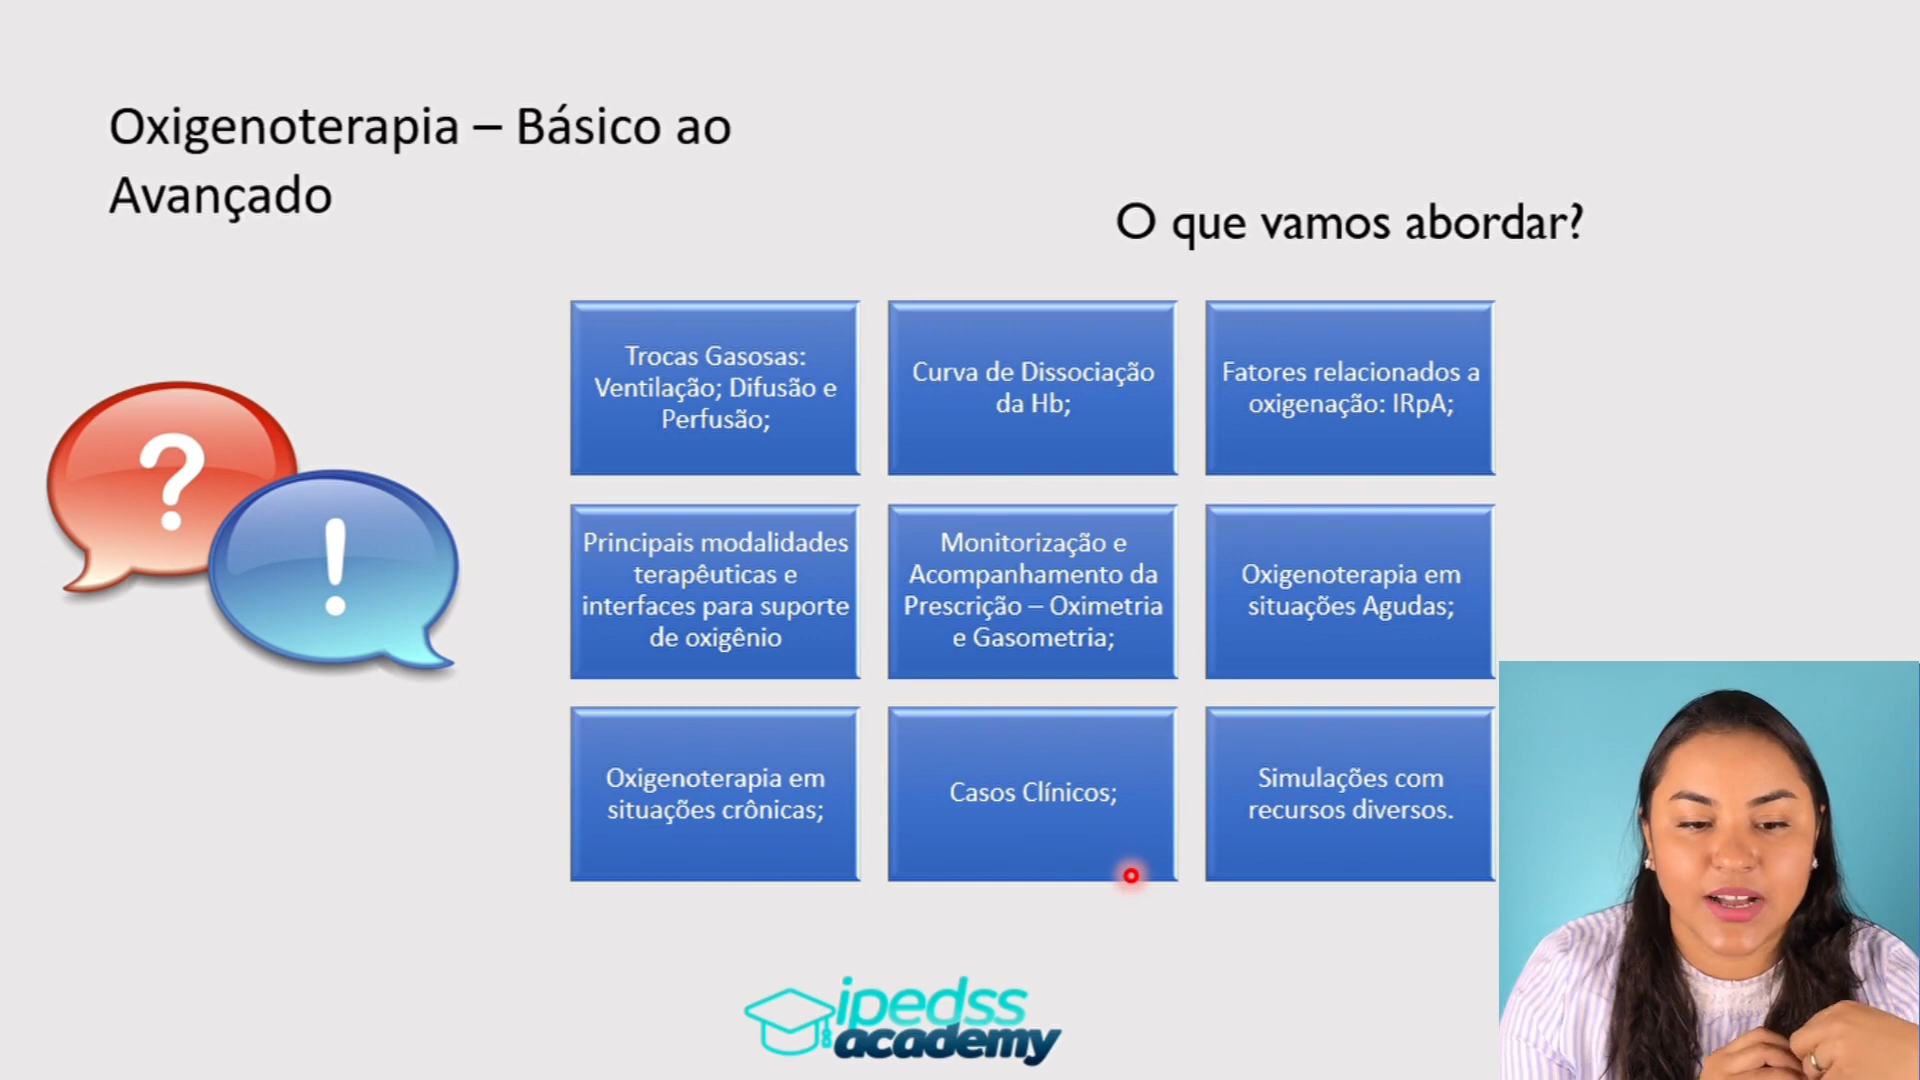 Oxigenoterapia – Básico ao
Avançado
O que vamos abordar?
Trocas Gasosas:
Ventilação; Difusão e
Perfusão;
Curva de Dissociação
da Hb;
Fatores relacionados a
oxigenação: IRpA;
Principais modalidades
terapêuticas e
interfaces para suporte
de oxigênio
Monitorização e
Acompanhamento da
Prescrição – Oximetria
e Gasometria;
Oxigenoterapia em
situações Agudas;
Oxigenoterapia em
situações crônicas;
Casos Clínicos;
Simulações com
recursos diversos.
?
!
ipedss
academy